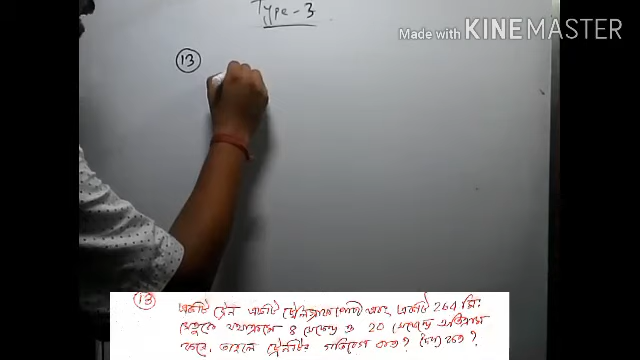 Type-3
Made with KINEMASTER
13
13 একটি ট্রেন একটি টেলিগ্রাফ পোস্ট এবং একটি 264 মি:
সেতুকে যথাক্রমে 8 সেকেন্ড ও 20 সেকেন্ডে অতিক্রম
করে, তাহলে ট্রেনটির গতিবেগ কত? দৈর্ঘ্য কত?